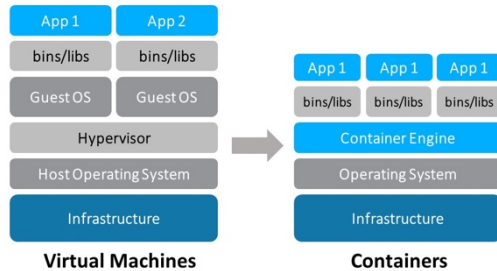 App 1 App 2
bins/libs bins/libs
Guest OS Guest OS
Hypervisor
Host Operating System
Infrastructure
Virtual Machines
App 1 App 1 App 1
bins/libs bins/libs bins/libs
Container Engine
Operating System
Infrastructure
Containers